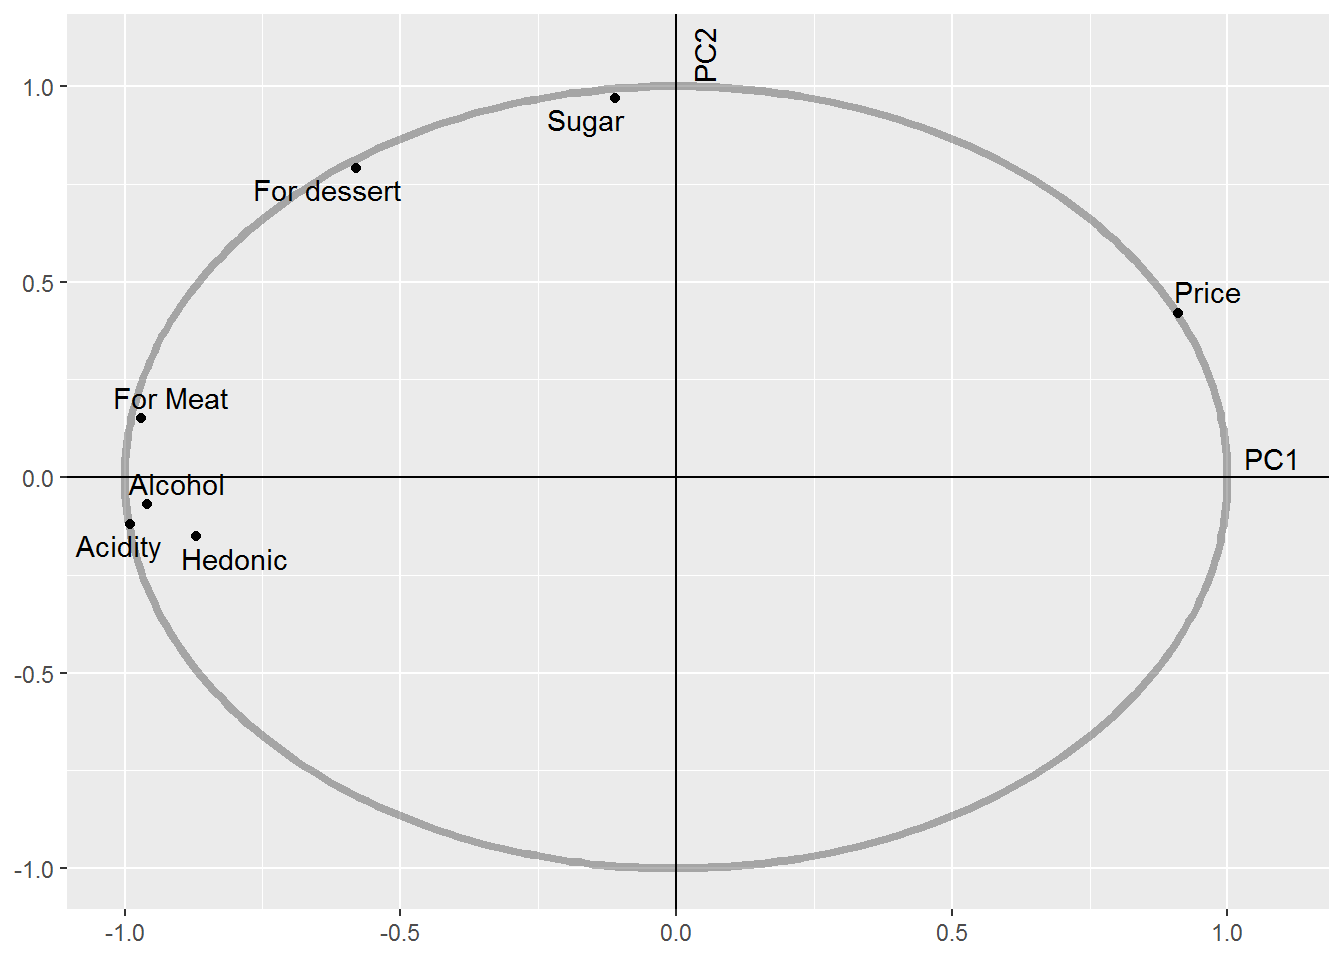 PC2
1.0
Sugar
For dessert
0.5
Price
For Meat
PC1
0.0
Alcohol
Acidity
Hedonic
-0.5
-1.0
-1.0
-0.5
0.0
0.5
1.0